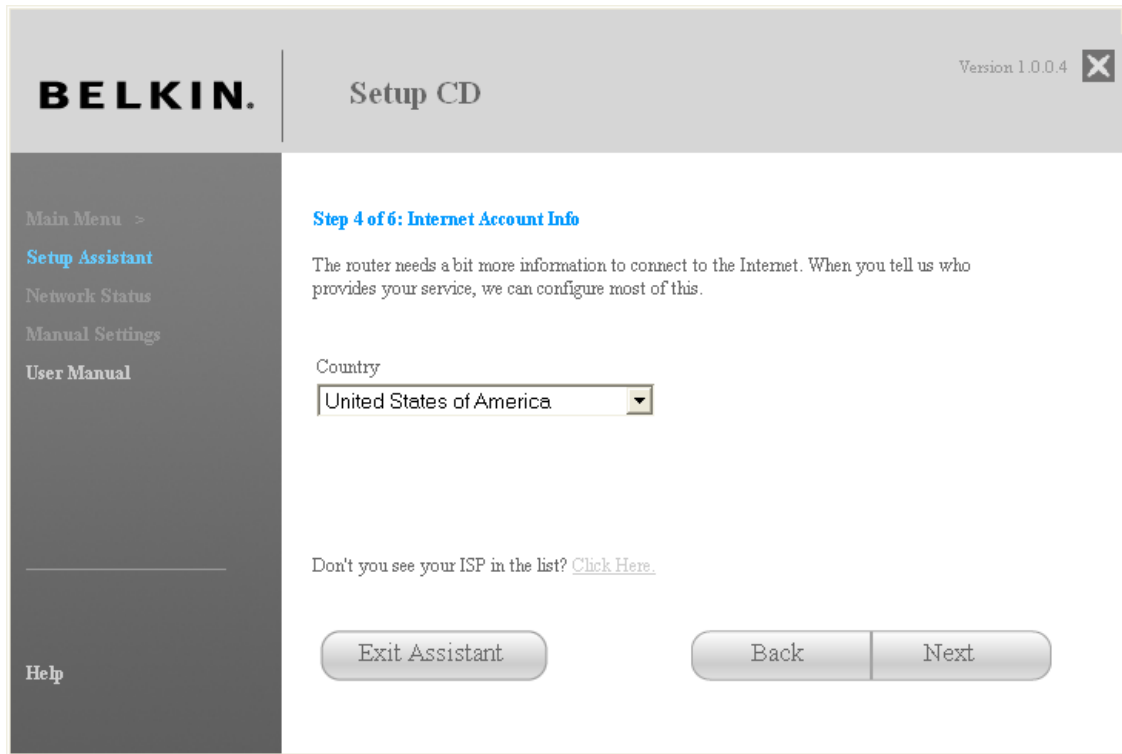 BELKIN.
Setup CD
Version 1.0.0.4
Main Menu >
Setup Assistant
Network Status
Manual Settings
User Manual
Help
Step 4 of 6: Internet Account Info
The router needs a bit more information to connect to the Internet. When you tell us who
provides your service, we can configure most of this.
Country
United States of America
Don't you see your ISP in the list? Click Here.
Exit Assistant
Back
Next